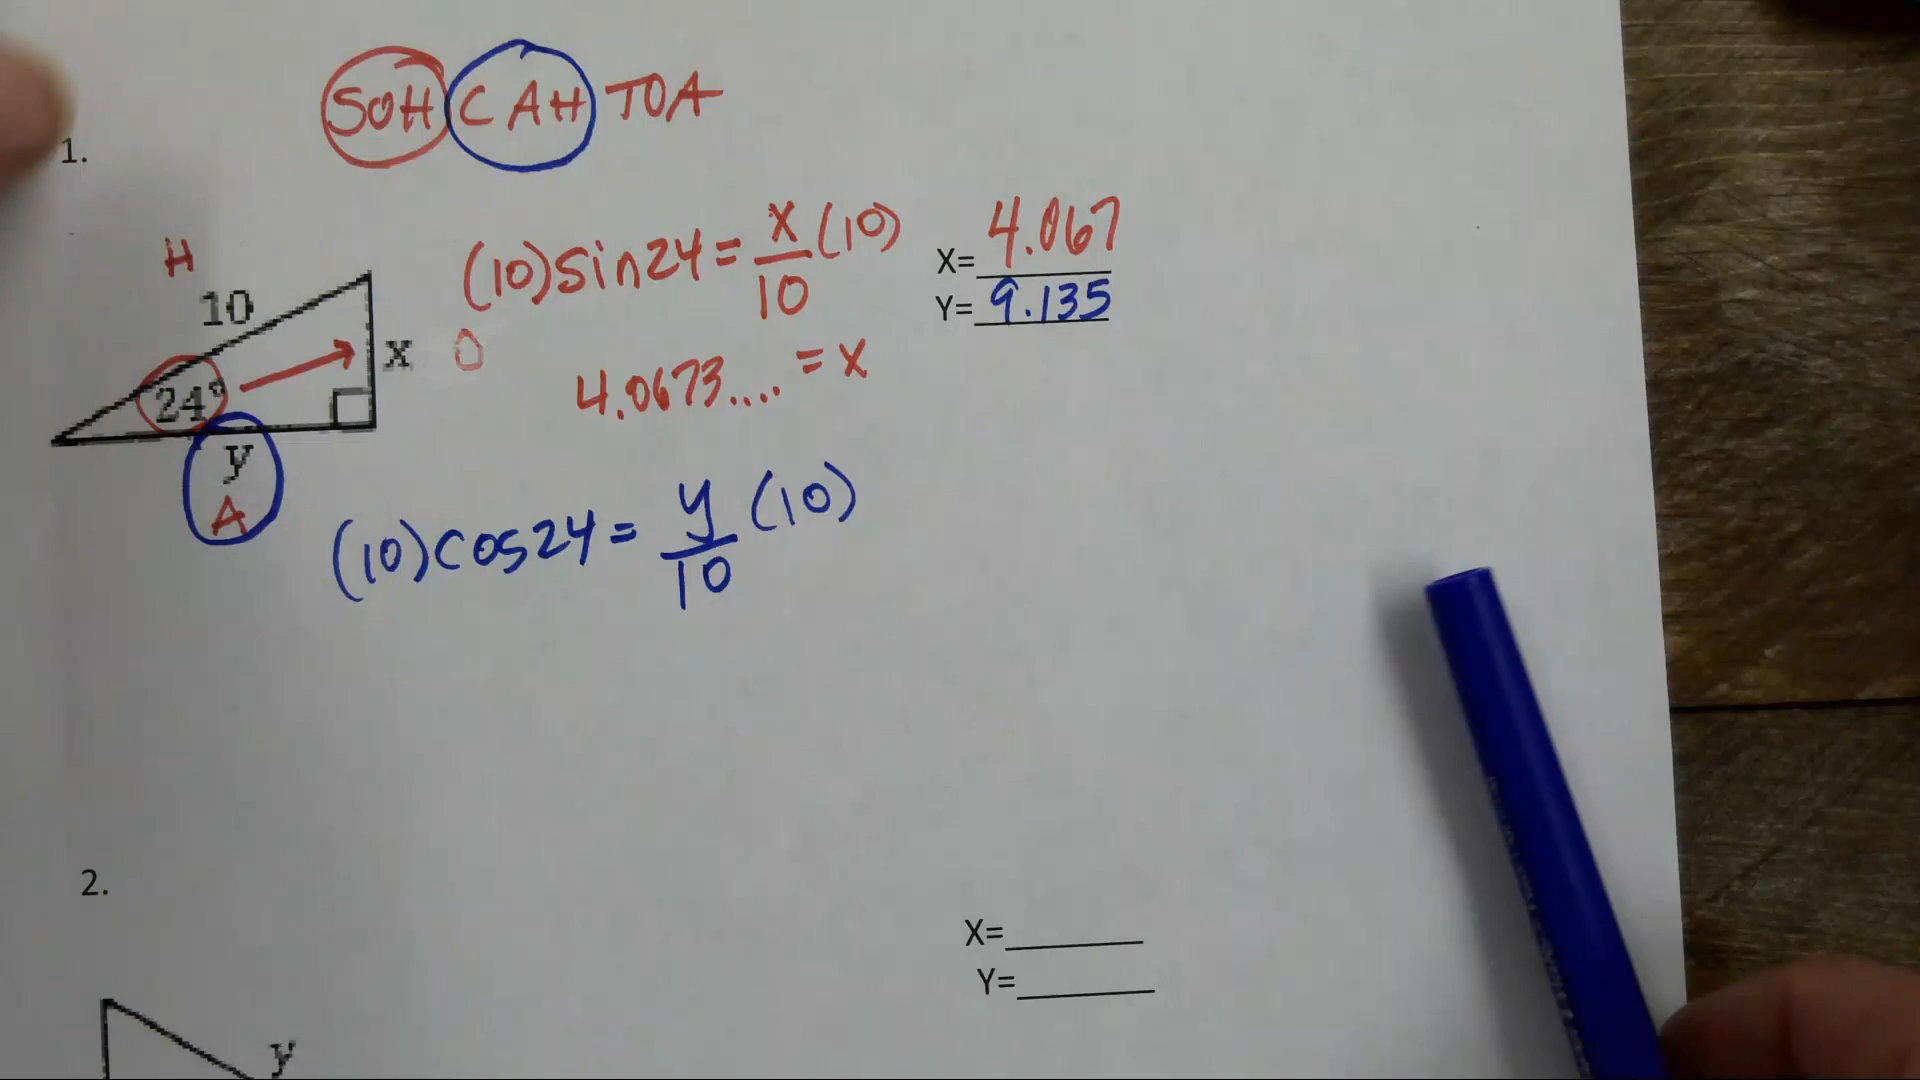 SOH CAH TOA
1.
H
(10)sin24=x/10(10)
X=4.067
10
Y=9.135
x O
24°
4.0673....=x
y
A
(10)cos24=y/10(10)
2.
X=
Y=
y